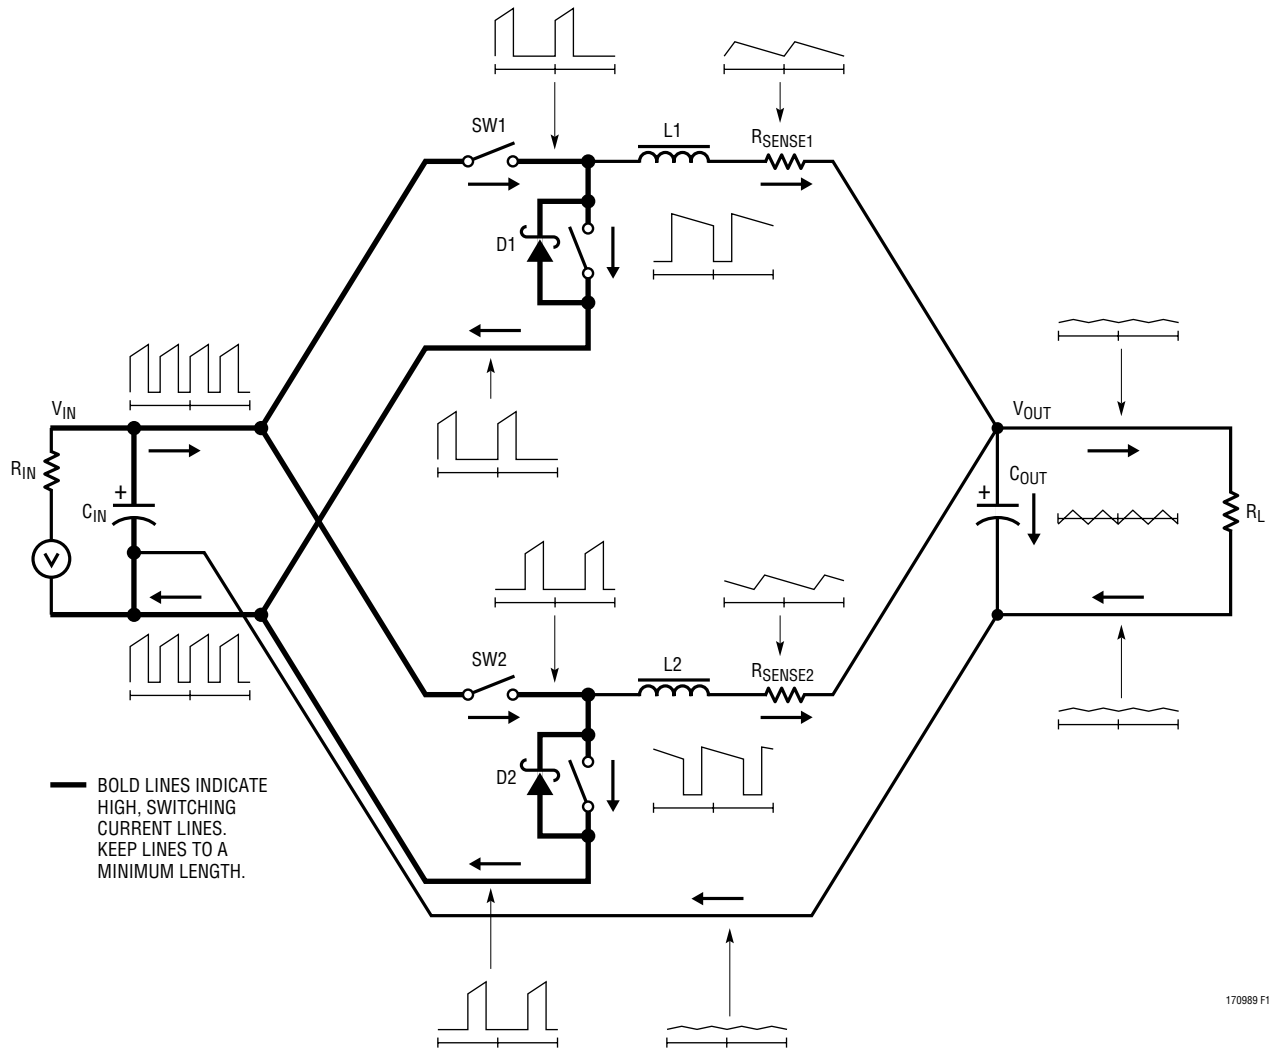 SW1
L1
RSENSE1
D1
VIN
VOUT
RIN
CIN
+
COUT
+
RL
V
SW2
L2
RSENSE2
D2
BOLD LINES INDICATE
HIGH, SWITCHING
CURRENT LINES.
KEEP LINES TO A
MINIMUM LENGTH.
170989 F1